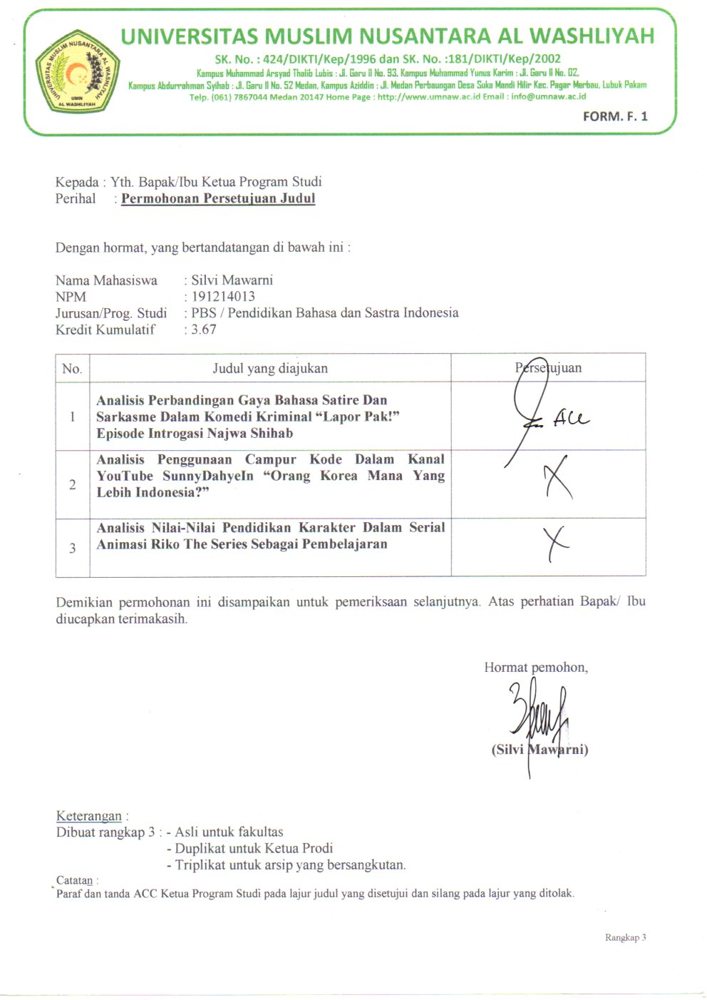 UNIVERSITAS MUSLIM NUSANTARA AL WASHLIYAH
SK. No. : 424/DIKTI/Kep/1996 dan SK. No. :181/DIKTI/Kep/2002
Kampus Muhammad Arsyad Thalib Lubis : Jl. Garu II No. 93, Kampus Muhammad Yunus Karim : Jl. Garu II No. 02,
Kampus Abdurrahman Syihab : Jl. Garu II No. 52 Medan, Kampus Aziddin : Jl. Medan Perbaungan Desa Suka Mandi Hilir Kec. Pagar Merbau, Lubuk Pakam
Telp. (061) 7867044 Medan 20147 Home Page : http://www.umnaw.ac.id Email : info@umnaw.ac.id
FORM. F. 1
UNIVERSITAS MUSLIM NUSANTARA AL WASHLIYAH
UMN
AL WASHLIYAH
Kepada : Yth. Bapak/Ibu Ketua Program Studi
Perihal : Permohonan Persetujuan Judul
Dengan hormat, yang bertandatangan di bawah ini :
Nama Mahasiswa : Silvi Mawarni
NPM : 191214013
Jurusan/Prog. Studi : PBS / Pendidikan Bahasa dan Sastra Indonesia
Kredit Kumulatif : 3.67
No. Judul yang diajukan Persetujuan
1 Analisis Perbandingan Gaya Bahasa Satire Dan
Sarkasme Dalam Komedi Kriminal “Lapor Pak!”
Episode Introgasi Najwa Shihab
ACC
2 Analisis Penggunaan Campur Kode Dalam Kanal
YouTube SunnyDahyeIn “Orang Korea Mana Yang
Lebih Indonesia?”
3 Analisis Nilai-Nilai Pendidikan Karakter Dalam Serial
Animasi Riko The Series Sebagai Pembelajaran
Demikian permohonan ini disampaikan untuk pemeriksaan selanjutnya. Atas perhatian Bapak/ Ibu
diucapkan terimakasih.
Hormat pemohon,
(Silvi Mawarni)
Keterangan :
Dibuat rangkap 3 : - Asli untuk fakultas
- Duplikat untuk Ketua Prodi
- Triplikat untuk arsip yang bersangkutan.
Catatan :
Paraf dan tanda ACC Ketua Program Studi pada lajur judul yang disetujui dan silang pada lajur yang ditolak.
Rangkap 3